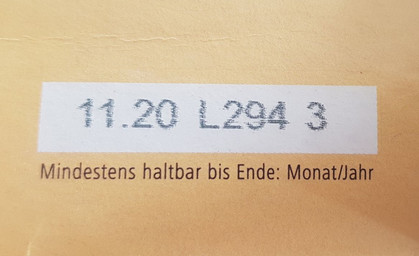 11.20 L294 3
Mindestens haltbar bis Ende: Monat/Jahr